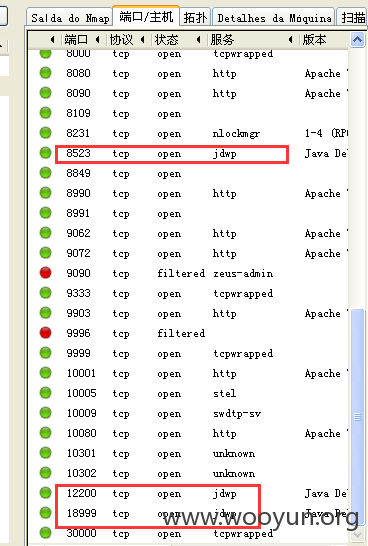 Saída do Nmap 端口/主机 拓扑 Detalhes da Máquina 扫描
端口 协议 状态 服务 版本
8000 tcp open tcpwrapped
8080 tcp open http Apache
8090 tcp open http Apache
8109 tcp open
8231 tcp open nlockmgr 1-4 (RPC
8523 tcp open jdwp Java De
8849 tcp open
8990 tcp open http Apache
8991 tcp open
9062 tcp open http Apache
9072 tcp open http Apache
9090 tcp filtered zeus-admin
9333 tcp open tcpwrapped
9903 tcp open http Apache
9996 tcp filtered
9999 tcp open tcpwrapped
10001 tcp open http Apache
10005 tcp open stel
10009 tcp open swdtp-sv
10080 tcp open http Apache
10301 tcp open unknown
10302 tcp open unknown
12200 tcp open jdwp Java De
18999 tcp open jdwp Java De
www.wooyun.org
30000 tcp open tcpwrapped